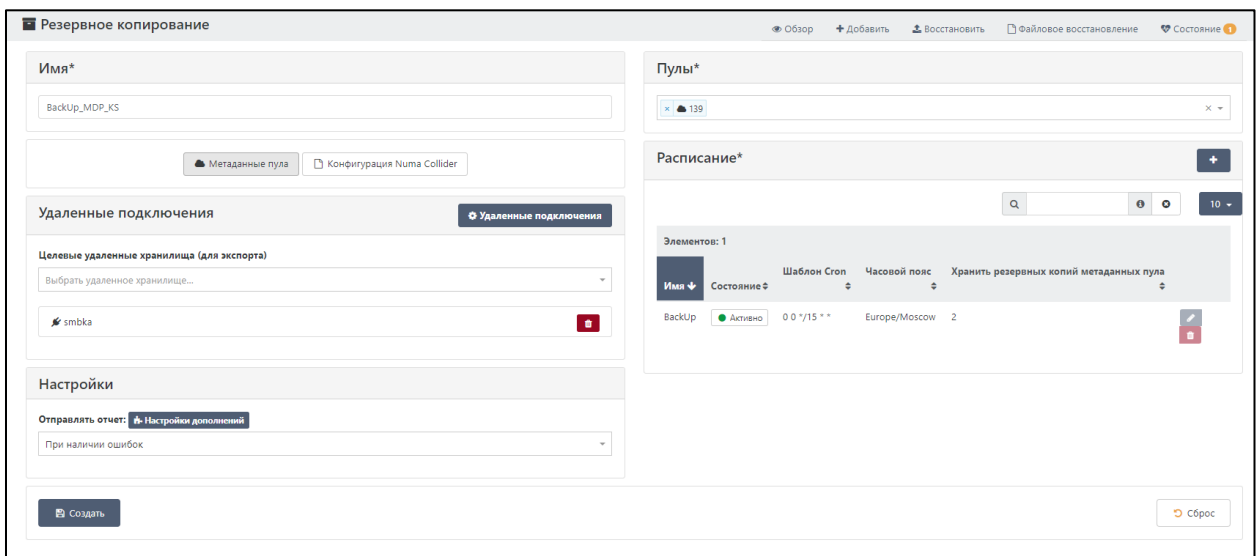 Резервное копирование
Обзор
Добавить
Восстановить
Файловое восстановление
Состояние 1
Имя*
BackUp_MDP_KS
Метаданные пула
Конфигурация Numa Collider
Удаленные подключения
Удаленные подключения
Целевые удаленные хранилища (для экспорта)
Выбрать удаленное хранилище...
smbka
Настройки
Отправлять отчет: Настройки дополнений
При наличии ошибок
Пулы*
× 139
Расписание*
10
Элементов: 1
Имя Состояние Шаблон Cron Часовой пояс Хранить резервных копий метаданных пула
BackUp Активно 0 0 */15 * * Europe/Moscow 2
Создать
Сброс